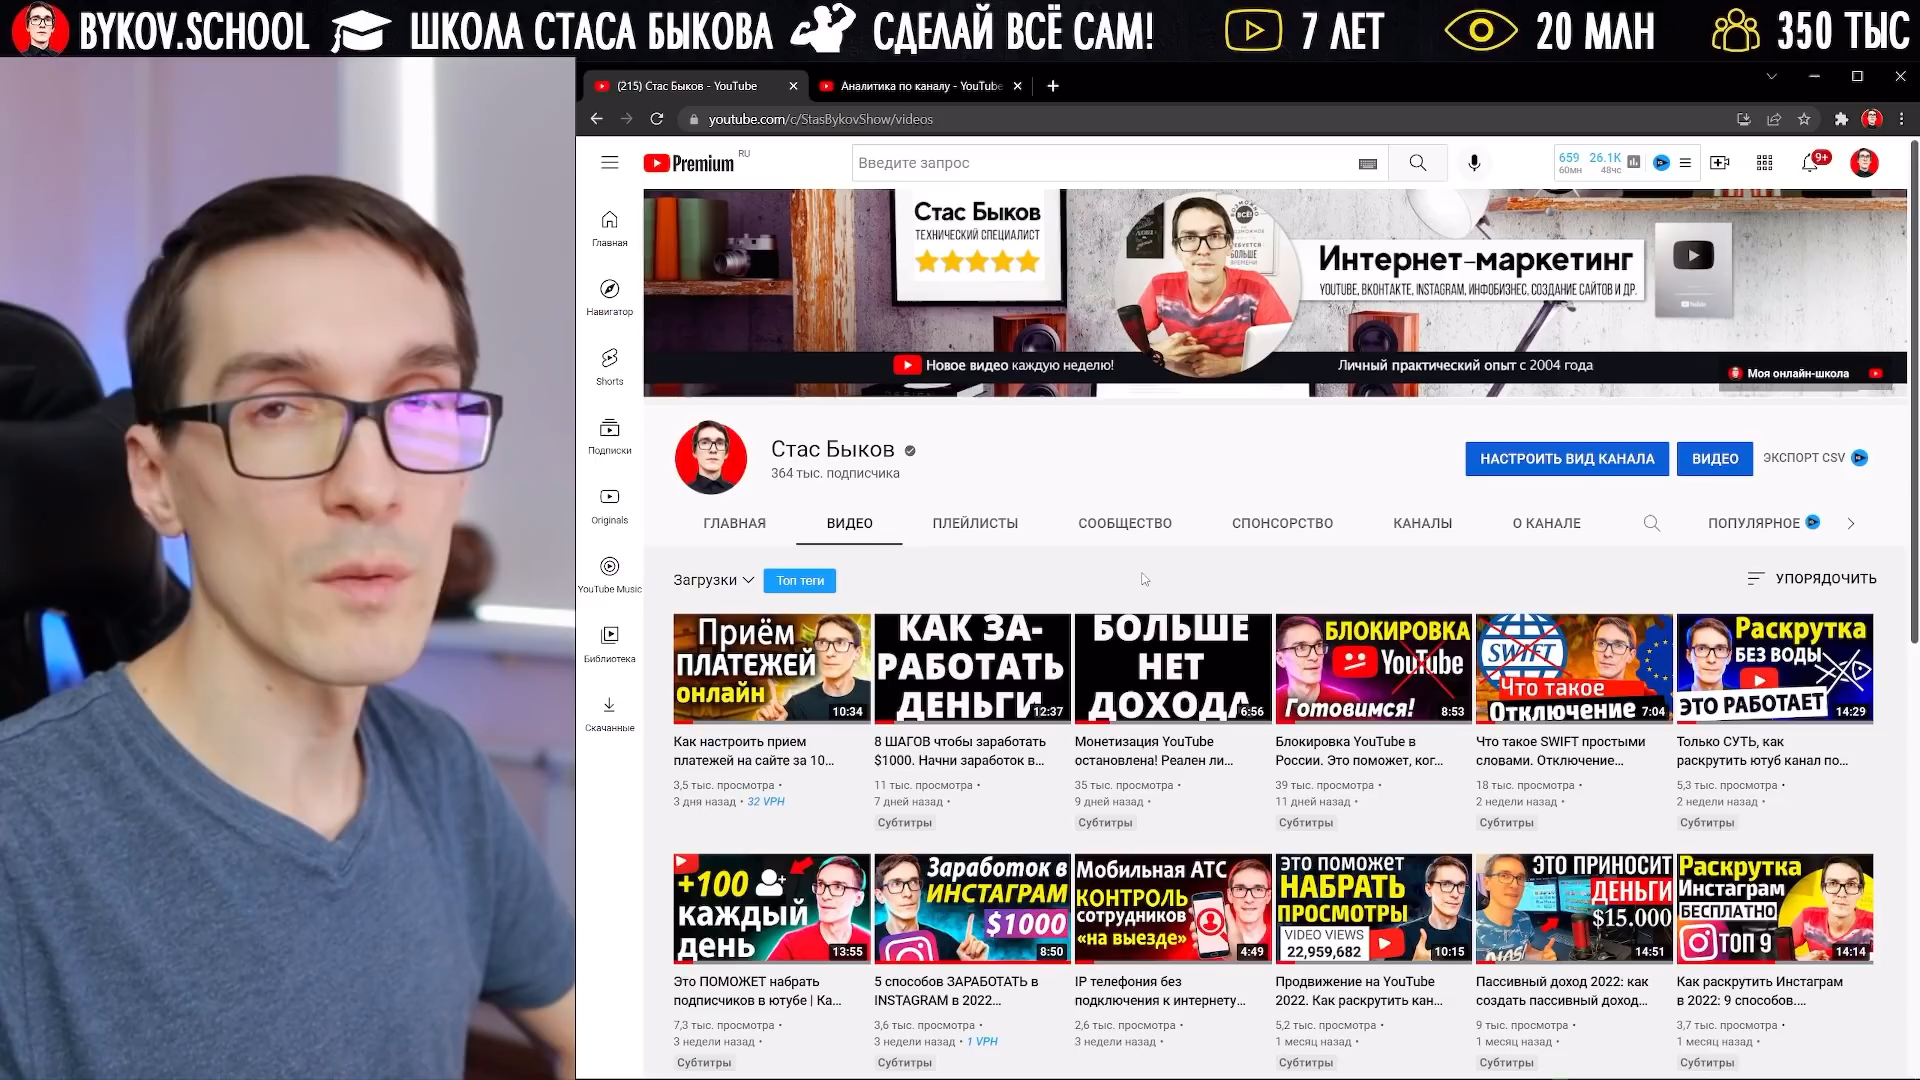 BYKOV.SCHOOL
ШКОЛА СТАСА БЫКОВА
СДЕЛАЙ ВСЁ САМ!
7 ЛЕТ
20 МЛН
350 ТЫС
(215) Стас Быков - YouTube
Аналитика по каналу - YouTube
youtube.com/c/StasBykovShow/videos
Premium
RU
Введите запрос
659
60мн
26.1K
48чс
9+
Главная
Навигатор
Shorts
Подписки
Originals
YouTube Music
Библиотека
Скачанные
Стас Быков
ТЕХНИЧЕСКИЙ СПЕЦИАЛИСТ
Интернет-маркетинг
YOUTUBE, ВКОНТАКТЕ, INSTAGRAM, ИНФОБИЗНЕС, СОЗДАНИЕ САЙТОВ И ДР.
Новое видео каждую неделю!
Личный практический опыт с 2004 года
Моя онлайн-школа
Стас Быков
364 тыс. подписчика
НАСТРОИТЬ ВИД КАНАЛА
ВИДЕО
ЭКСПОРТ CSV
ГЛАВНАЯ
ВИДЕО
ПЛЕЙЛИСТЫ
СООБЩЕСТВО
СПОНСОРСТВО
КАНАЛЫ
О КАНАЛЕ
ПОПУЛЯРНОЕ
Загрузки
Топ теги
УПОРЯДОЧИТЬ
Приём
ПЛАТЕЖЕЙ
онлайн
10:34
КАК ЗА-
РАБОТАТЬ
ДЕНЬГИ
12:37
БОЛЬШЕ
НЕТ
ДОХОДА
6:56
БЛОКИРОВКА
YouTube
Готовимся!
8:53
SWIFT
Что такое
Отключение
7:04
Раскрутка
БЕЗ ВОДЫ
ЭТО РАБОТАЕТ
14:29
Как настроить прием
платежей на сайте за 10...
3,5 тыс. просмотра •
3 дня назад • 32 VPH
8 ШАГОВ чтобы заработать
$1000. Начни заработок в...
11 тыс. просмотра •
7 дней назад •
Субтитры
Монетизация YouTube
остановлена! Реален ли...
35 тыс. просмотра •
9 дней назад •
Субтитры
Блокировка YouTube в
России. Это поможет, ког...
39 тыс. просмотра •
11 дней назад •
Субтитры
Что такое SWIFT простыми
словами. Отключение...
18 тыс. просмотра •
2 недели назад •
Субтитры
Только СУТЬ, как
раскрутить ютуб канал по...
5,3 тыс. просмотра •
2 недели назад •
Субтитры
+100
каждый
день
13:55
Заработок в
ИНСТАГРАМ
$1000
8:50
Мобильная АТС
КОНТРОЛЬ
сотрудников
«на выезде»
4:49
ЭТО ПОМОЖЕТ
НАБРАТЬ
ПРОСМОТРЫ
VIDEO VIEWS
22,959,682
10:15
ЭТО ПРИНОСИТ
ДЕНЬГИ
$15.000
14:51
Раскрутка
Инстаграм
БЕСПЛАТНО
ТОП 9
14:14
Это ПОМОЖЕТ набрать
подписчиков в ютубе | Ка...
7,3 тыс. просмотра •
3 недели назад •
Субтитры
5 способов ЗАРАБОТАТЬ в
INSTAGRAM в 2022...
3,6 тыс. просмотра •
3 недели назад • 1 VPH
Субтитры
IP телефония без
подключения к интернету...
2,6 тыс. просмотра •
3 недели назад •
Продвижение на YouTube
2022. Как раскрутить кан...
5,2 тыс. просмотра •
1 месяц назад •
Субтитры
Пассивный доход 2022: как
создать пассивный доход...
9 тыс. просмотра •
1 месяц назад •
Субтитры
Как раскрутить Инстаграм
в 2022: 9 способов....
3,7 тыс. просмотра •
1 месяц назад •
Субтитры